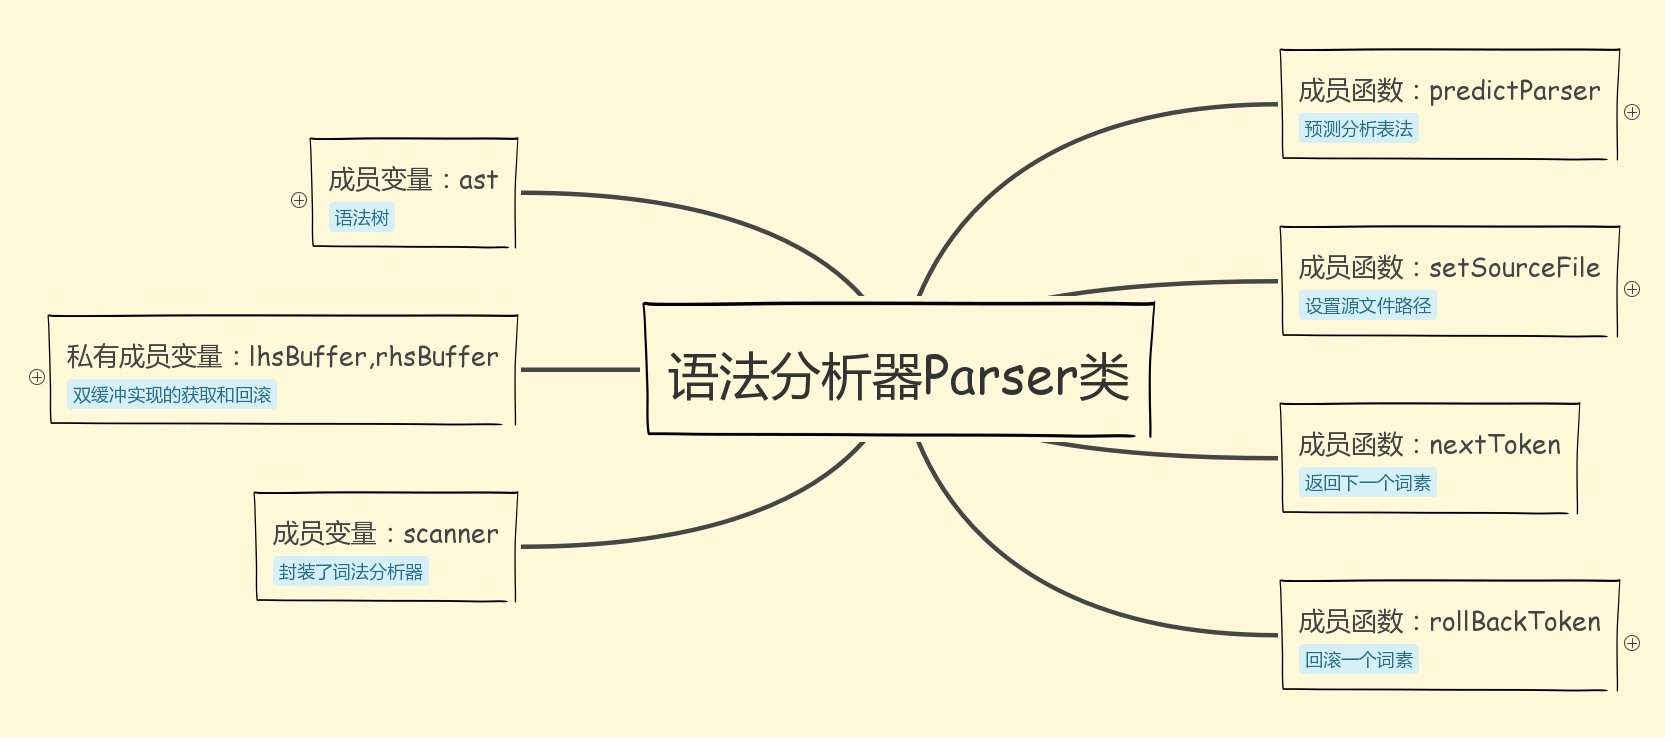 语法分析器Parser类
成员函数：predictParser
预测分析表法
成员函数：setSourceFile
设置源文件路径
成员函数：nextToken
返回下一个词素
成员函数：rollBackToken
回滚一个词素
成员变量：ast
语法树
私有成员变量：lhsBuffer,rhsBuffer
双缓冲实现的获取和回滚
成员变量：scanner
封装了词法分析器